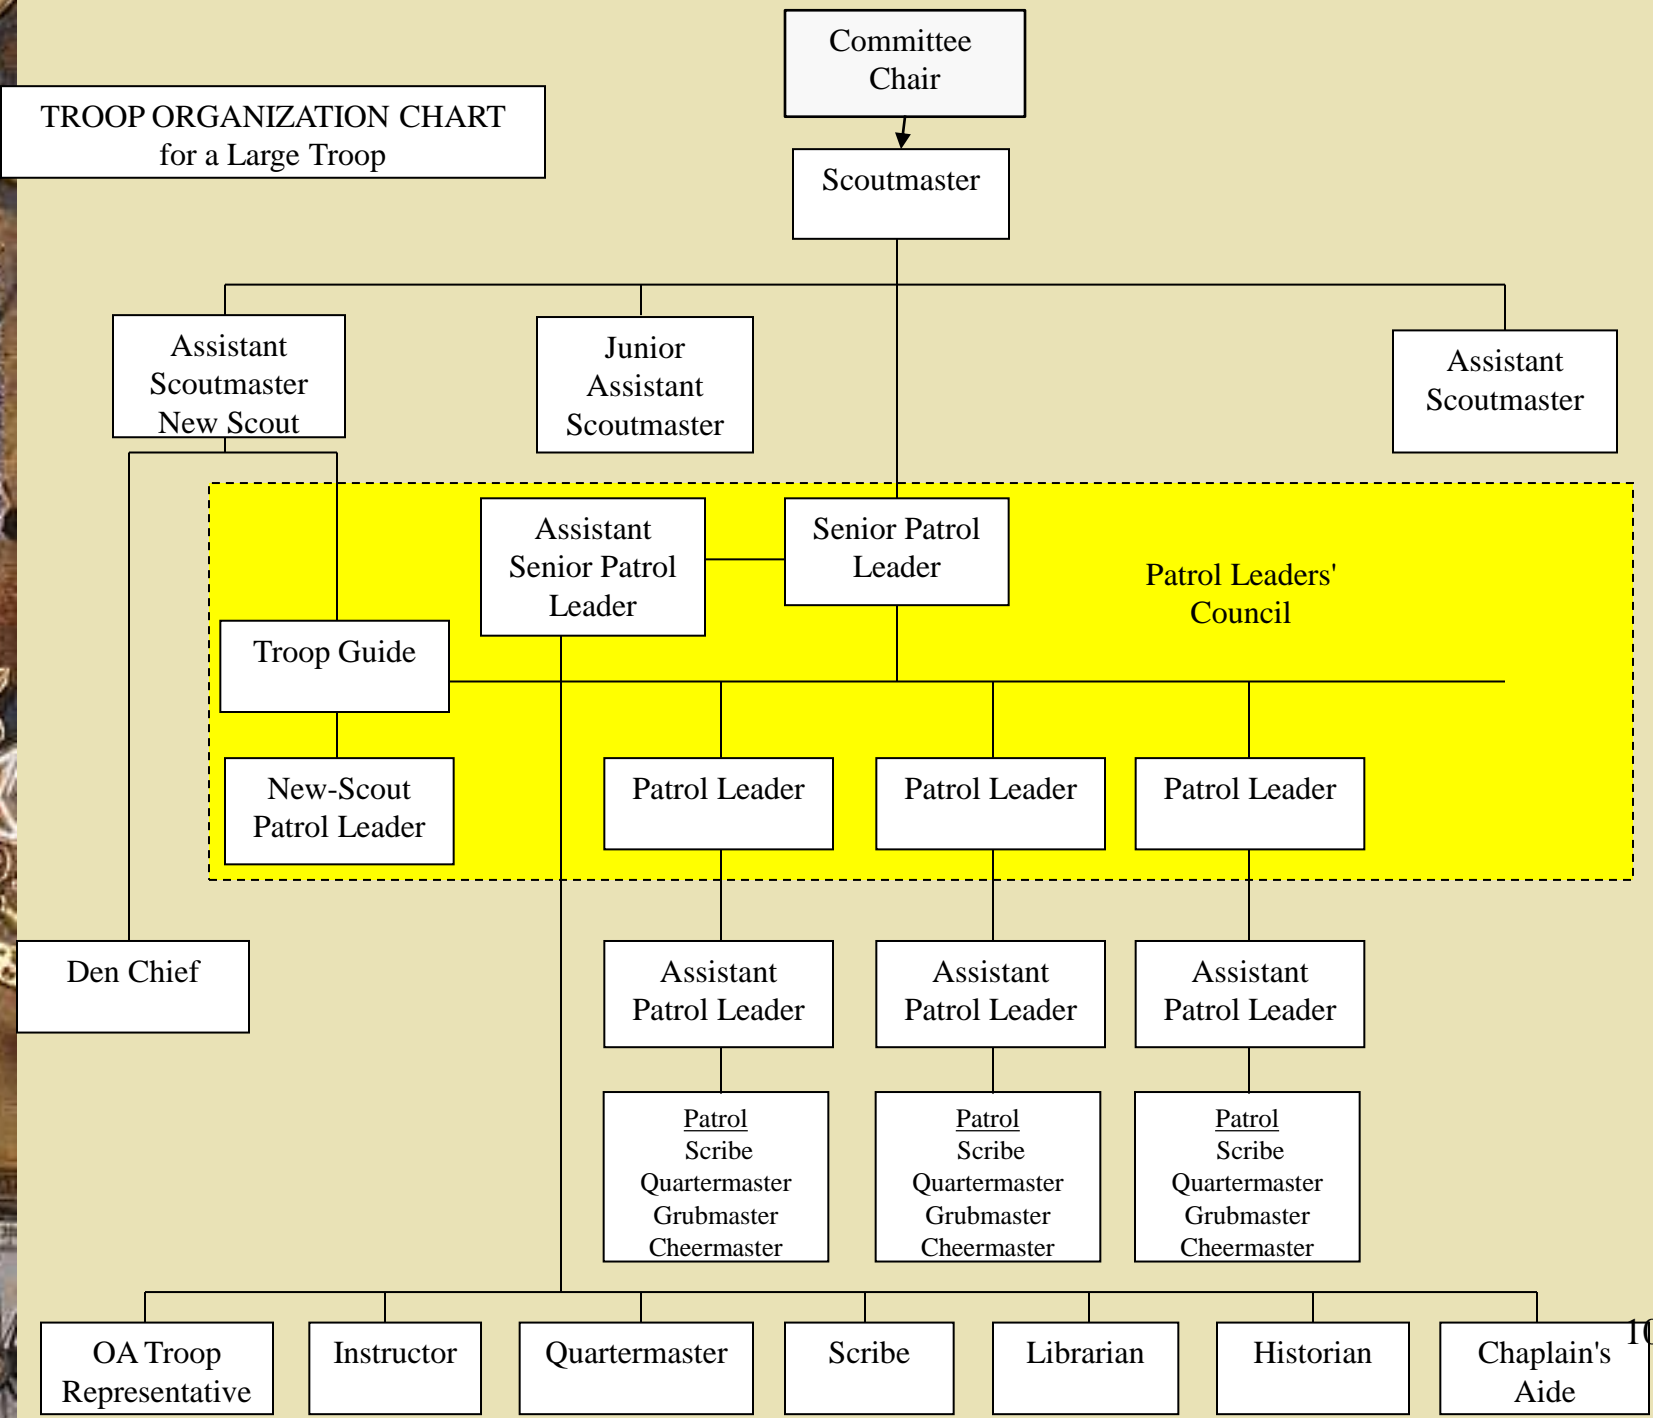 Committee
Chair
TROOP ORGANIZATION CHART
for a Large Troop
Scoutmaster
Assistant
Scoutmaster
New Scout
Junior
Assistant
Scoutmaster
Assistant
Scoutmaster
Assistant
Senior Patrol
Leader
Senior Patrol
Leader
Patrol Leaders'
Council
Troop Guide
New-Scout
Patrol Leader
Patrol Leader
Patrol Leader
Patrol Leader
Den Chief
Assistant
Patrol Leader
Assistant
Patrol Leader
Assistant
Patrol Leader
Patrol
Scribe
Quartermaster
Grubmaster
Cheermaster
Patrol
Scribe
Quartermaster
Grubmaster
Cheermaster
Patrol
Scribe
Quartermaster
Grubmaster
Cheermaster
OA Troop
Representative
Instructor
Quartermaster
Scribe
Librarian
Historian
Chaplain's
Aide